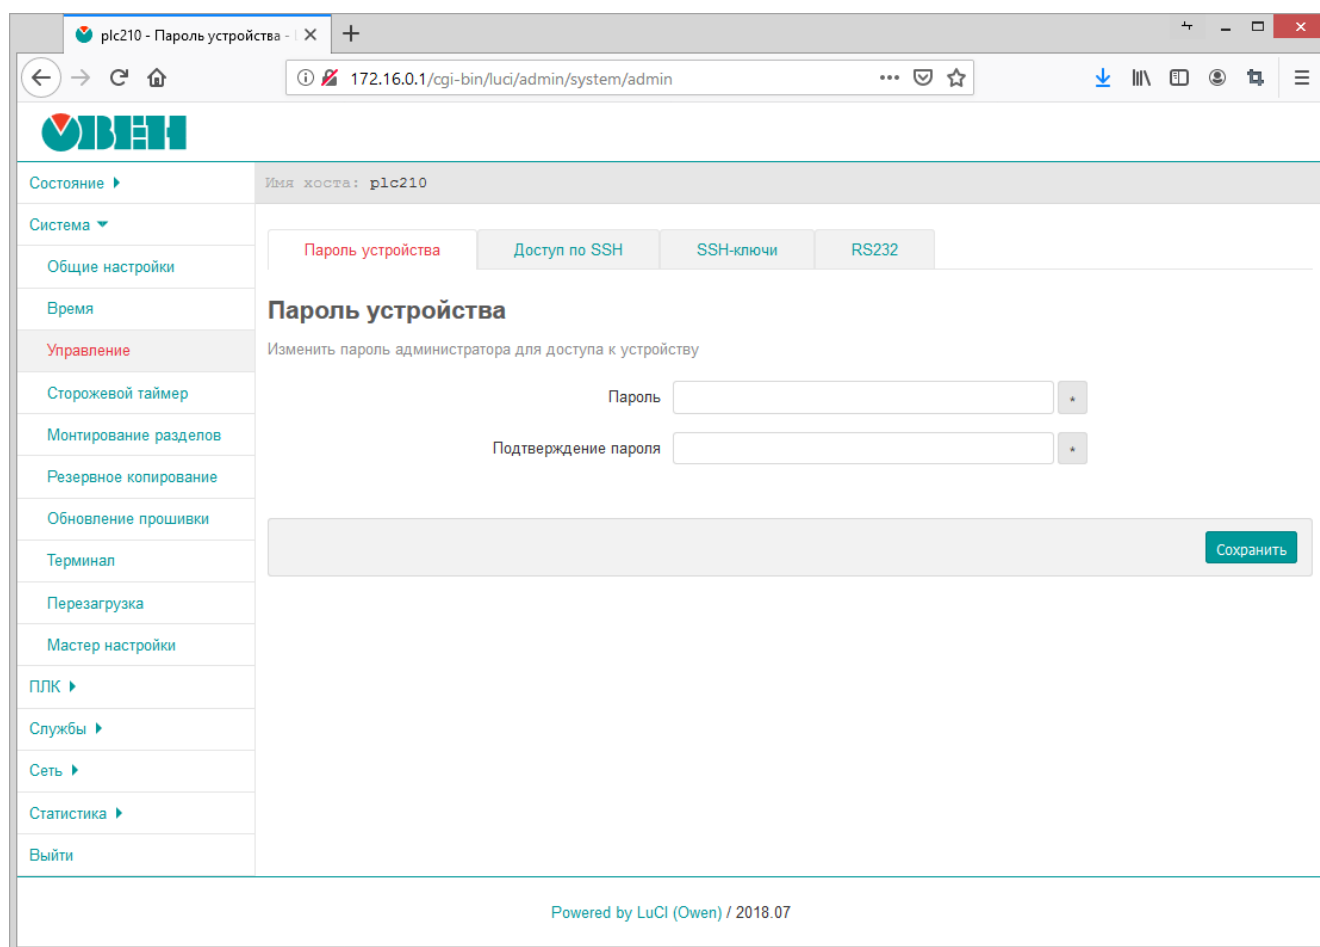 plc210 - Пароль устройства -
172.16.0.1/cgi-bin/luci/admin/system/admin
ОВЕН
Состояние
Имя хоста: plc210
Система
Пароль устройства
Доступ по SSH
SSH-ключи
RS232
Общие настройки
Время
Пароль устройства
Управление
Изменить пароль администратора для доступа к устройству
Сторожевой таймер
Пароль
*
Монтирование разделов
Подтверждение пароля
*
Резервное копирование
Обновление прошивки
Сохранить
Терминал
Перезагрузка
Мастер настройки
ПЛК
Службы
Сеть
Статистика
Выйти
Powered by LuCI (Owen) / 2018.07